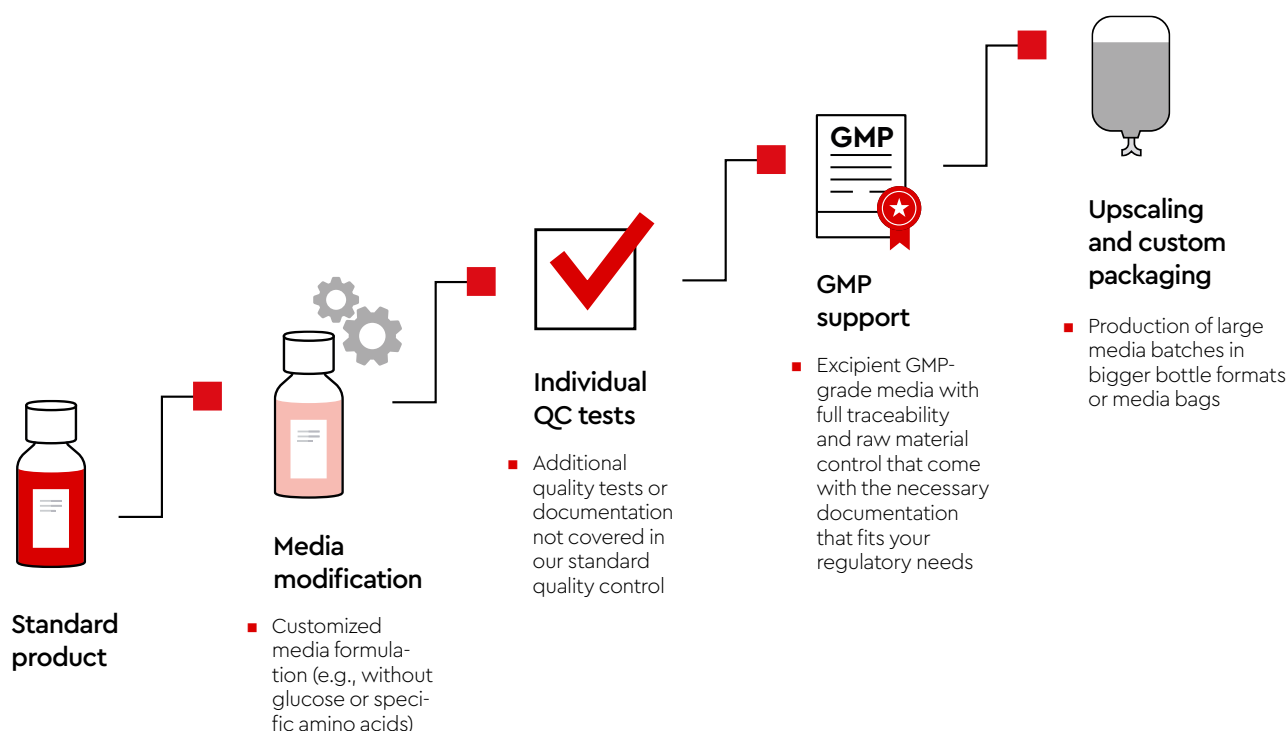 Standard
product
Media
modification
■ Customized
media formula-
tion (e.g., without
glucose or speci-
fic amino acids)
Individual
QC tests
■ Additional
quality tests or
documentation
not covered in
our standard
quality control
GMP
GMP
support
■ Excipient GMP-
grade media with
full traceability
and raw material
control that come
with the necessary
documentation
that fits your
regulatory needs
Upscaling
and custom
packaging
■ Production of large
media batches in
bigger bottle formats
or media bags